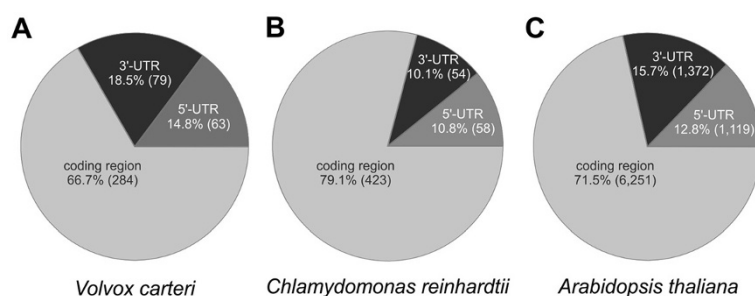 A
3'-UTR
18.5% (79)
5'-UTR
14.8% (63)
coding region
66.7% (284)
Volvox carteri
B
3'-UTR
10.1% (54)
5'-UTR
10.8% (58)
coding region
79.1% (423)
Chlamydomonas reinhardtii
C
3'-UTR
15.7% (1,372)
5'-UTR
12.8% (1,119)
coding region
71.5% (6,251)
Arabidopsis thaliana